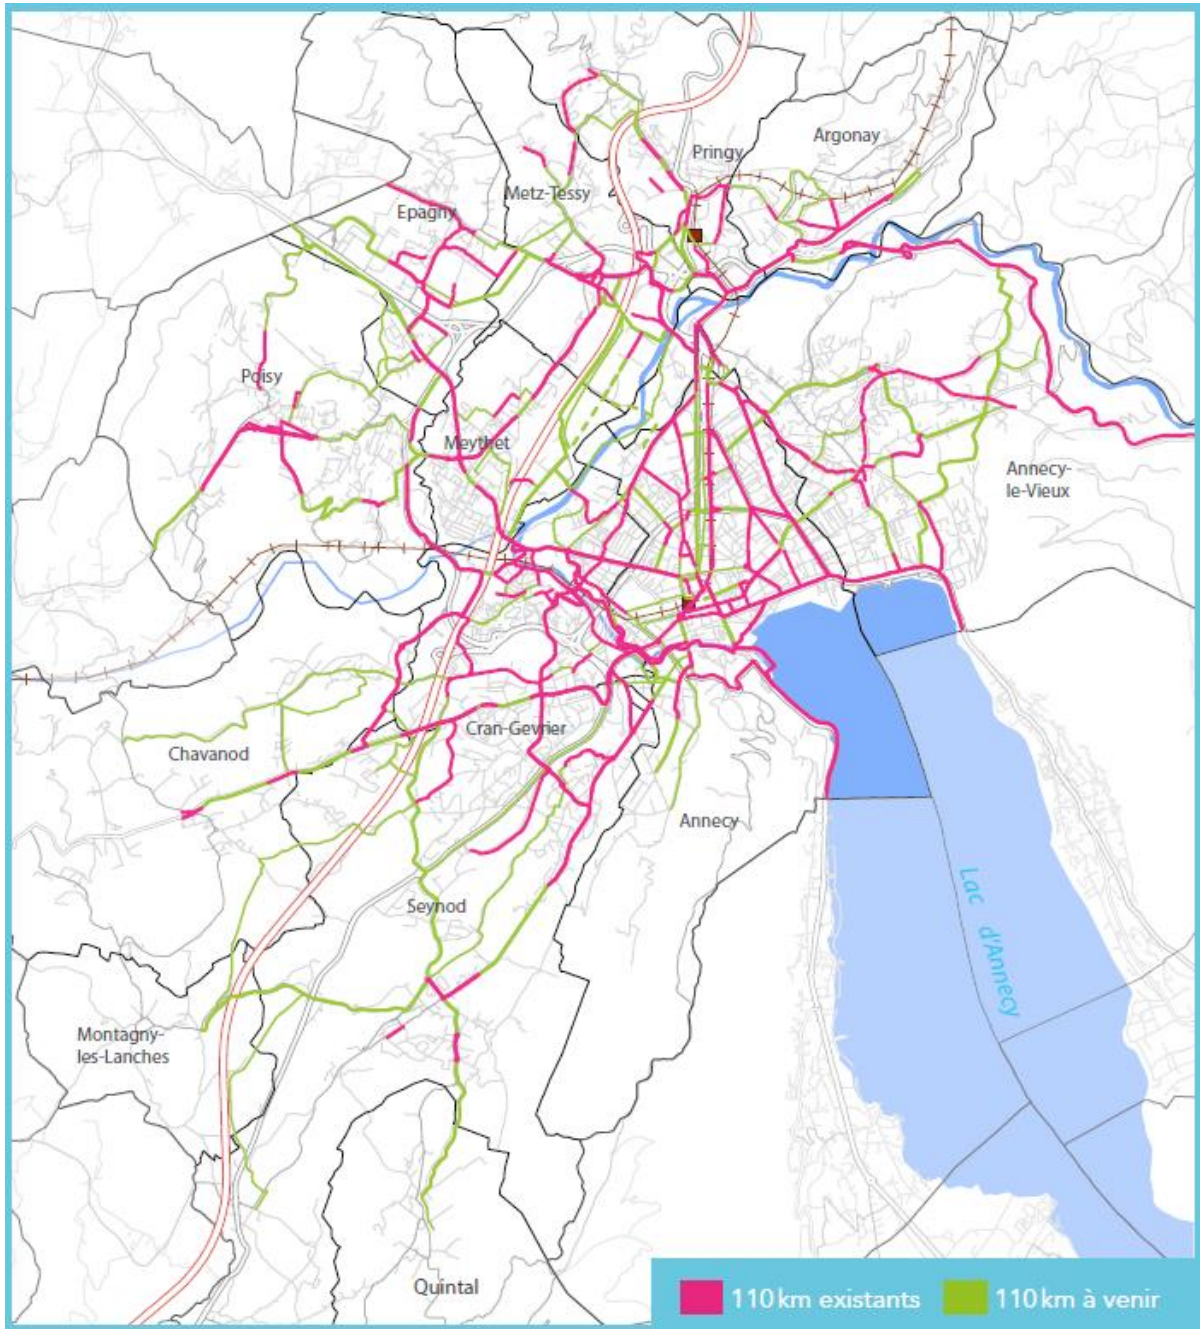 Argonay
Pringy
Metz-Tessy
Epagny
Poisy
Meythet
Annecy-
le-Vieux
Cran-Gevrier
Chavanod
Annecy
Lac d'Annecy
Seynod
Montagny-
les-Lanches
Quintal
110 km existants
110 km à venir